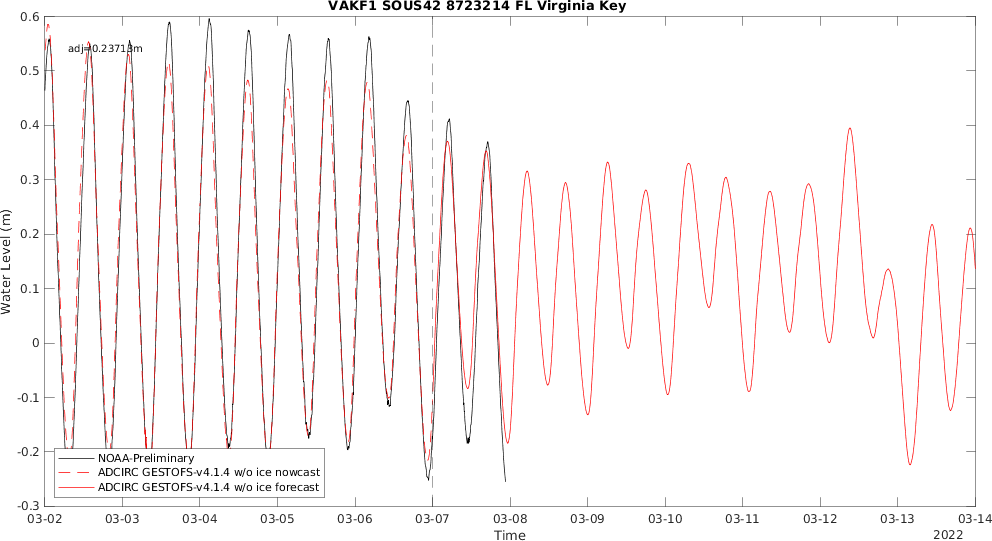 VAKF1 SOUS42 8723214 FL Virginia Key
adj=0.23713m
Water Level (m)
0.6
0.5
0.4
0.3
0.2
0.1
0
-0.1
-0.2
-0.3
NOAA-Preliminary
ADCIRC GESTOFS-v4.1.4 w/o ice nowcast
ADCIRC GESTOFS-v4.1.4 w/o ice forecast
03-02 03-03 03-04 03-05 03-06 03-07 03-08 03-09 03-10 03-11 03-12 03-13 03-14
Time
2022